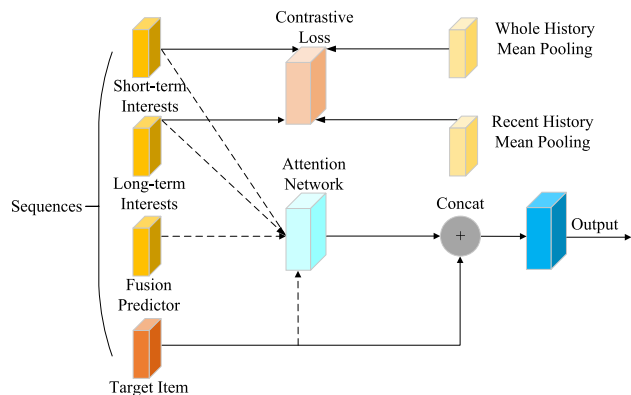 Contrastive
Loss
Whole History
Mean Pooling
Short-term
Interests
Recent History
Mean Pooling
Attention
Network
Long-term
Interests
Sequences
Concat
+
Output
Fusion
Predictor
Target Item